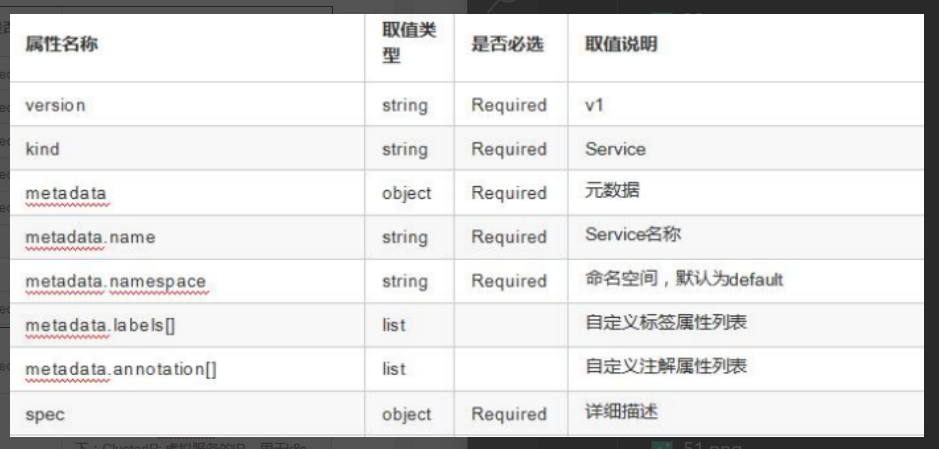 属性名称 取值类型 是否必选 取值说明
version string Required v1
kind string Required Service
metadata object Required 元数据
metadata.name string Required Service名称
metadata.namespace string Required 命名空间，默认为default
metadata.labels[] list 自定义标签属性列表
metadata.annotation[] list 自定义注解属性列表
spec object Required 详细描述
51.png